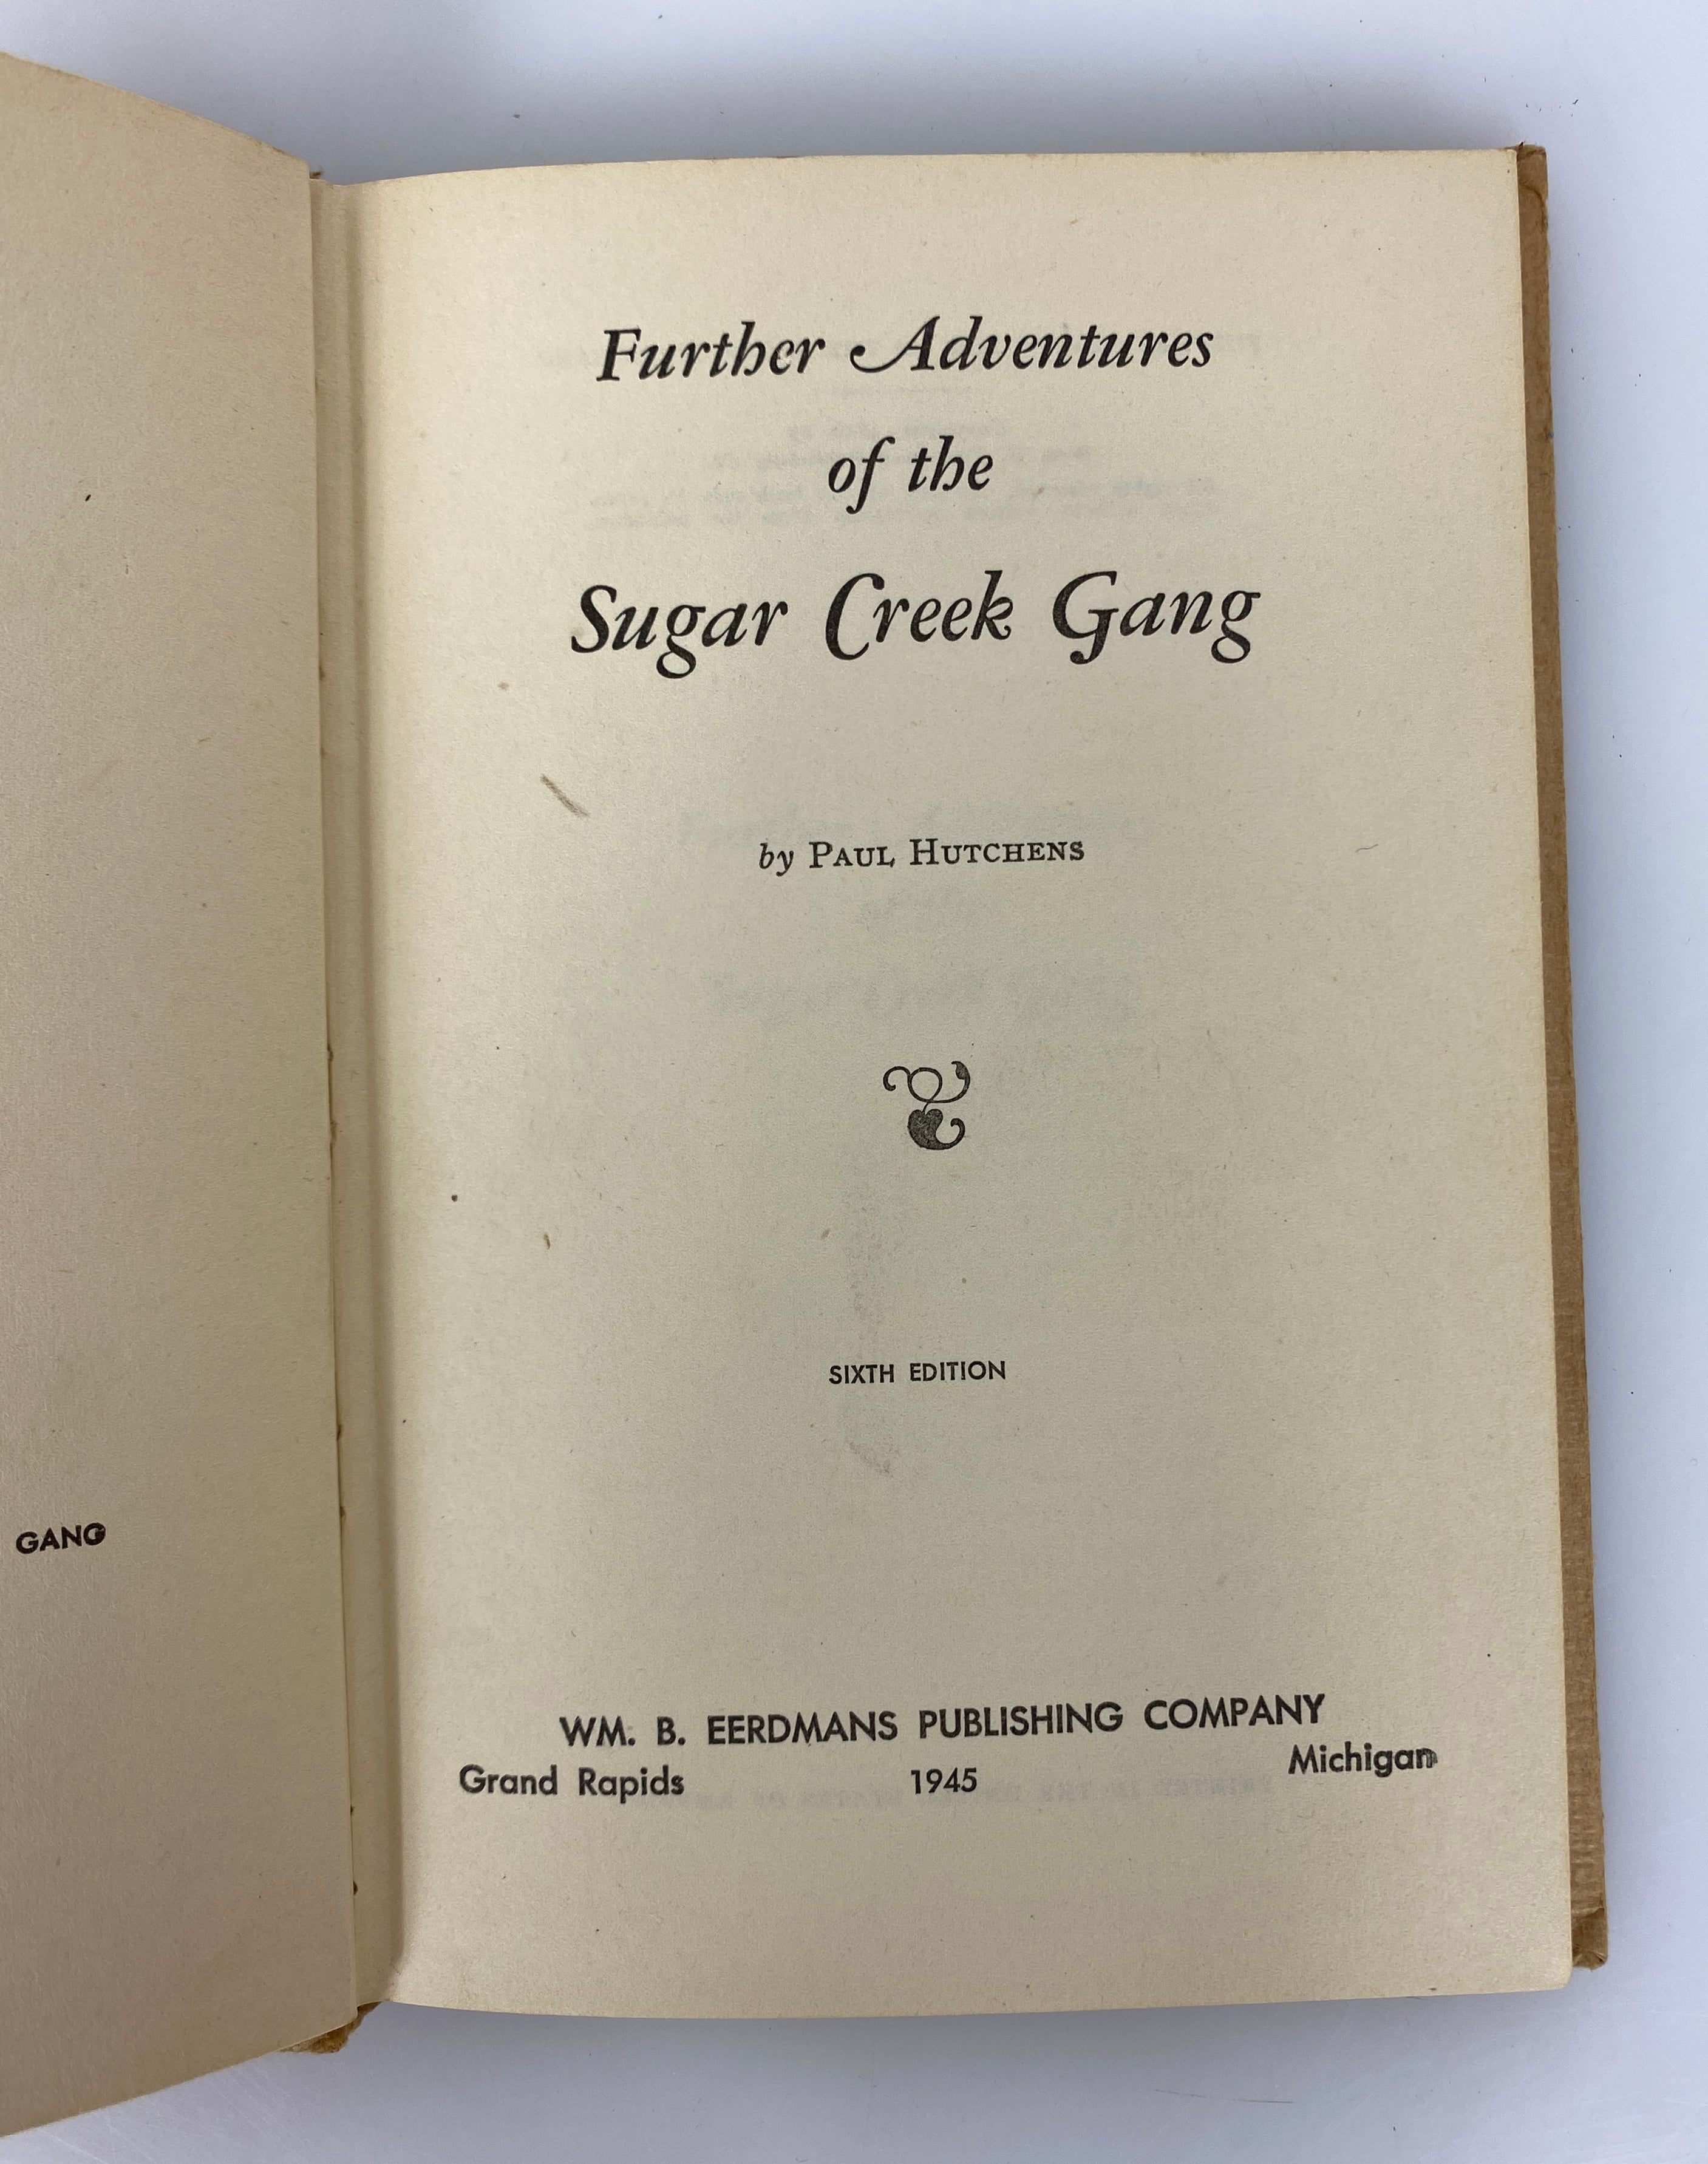 GANG
Further Adventures
of the
Sugar Creek Gang
by PAUL HUTCHENS
SIXTH EDITION
WM. B. EERDMANS PUBLISHING COMPANY
Grand Rapids 1945 Michigan